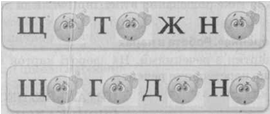 Щ Т Ж Н
Щ Г Д Н